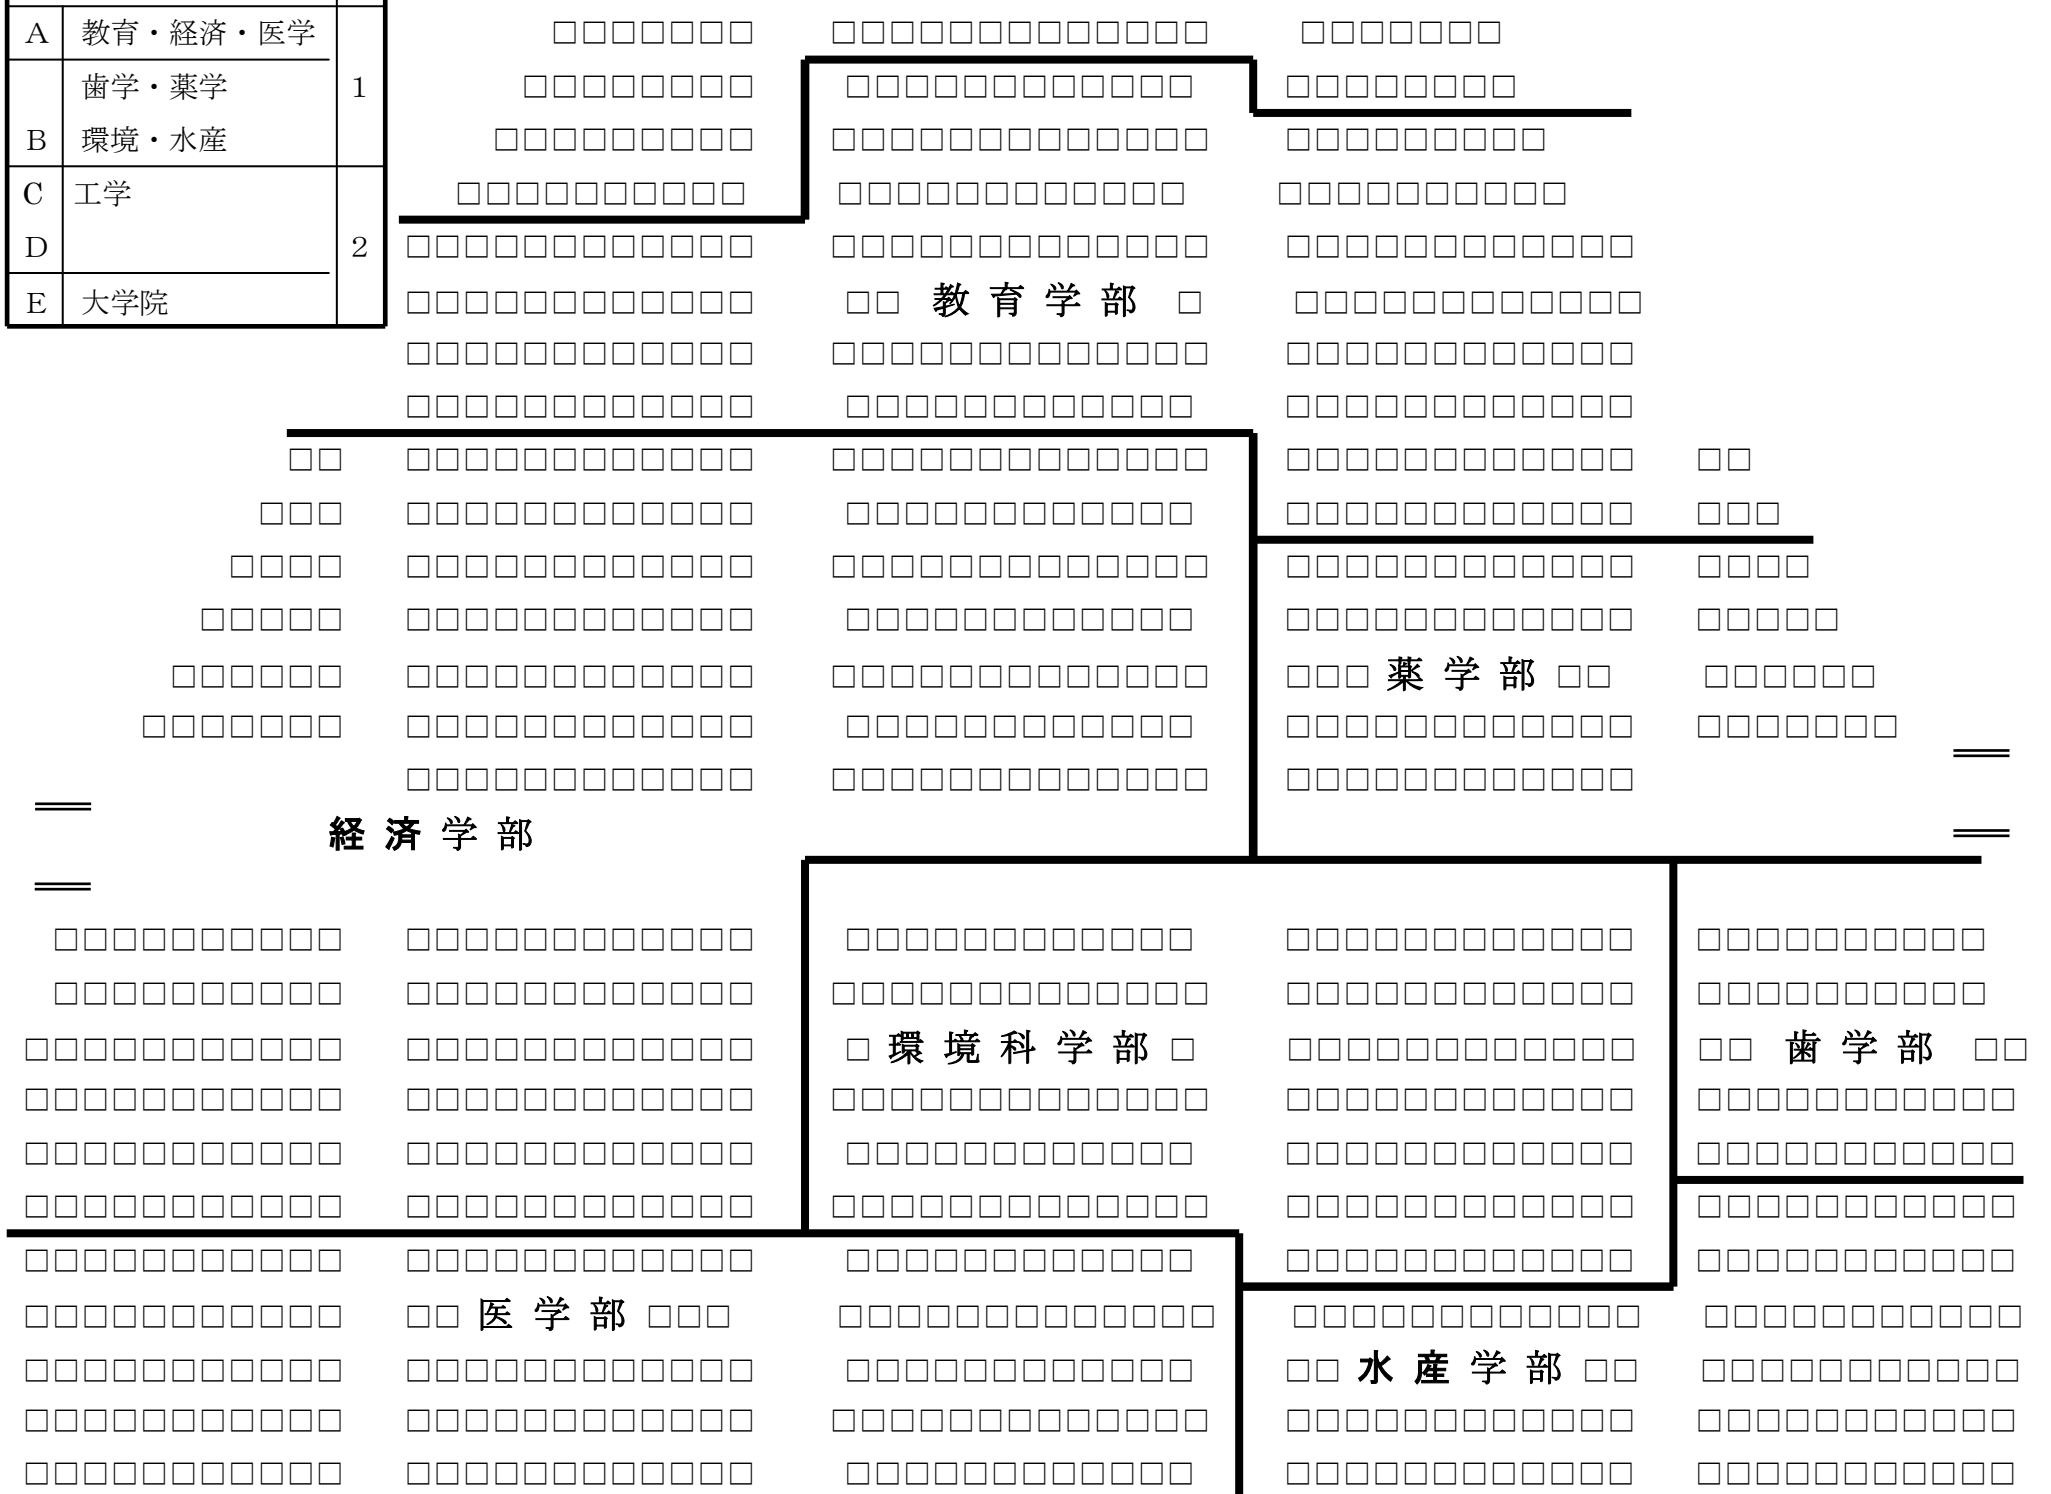 A 教育・経済・医学
歯学・薬学 1
B 環境・水産
C 工学
D 2
E 大学院
教育学部
薬学部
経済学部
環境科学部
歯学部
医学部
水産学部